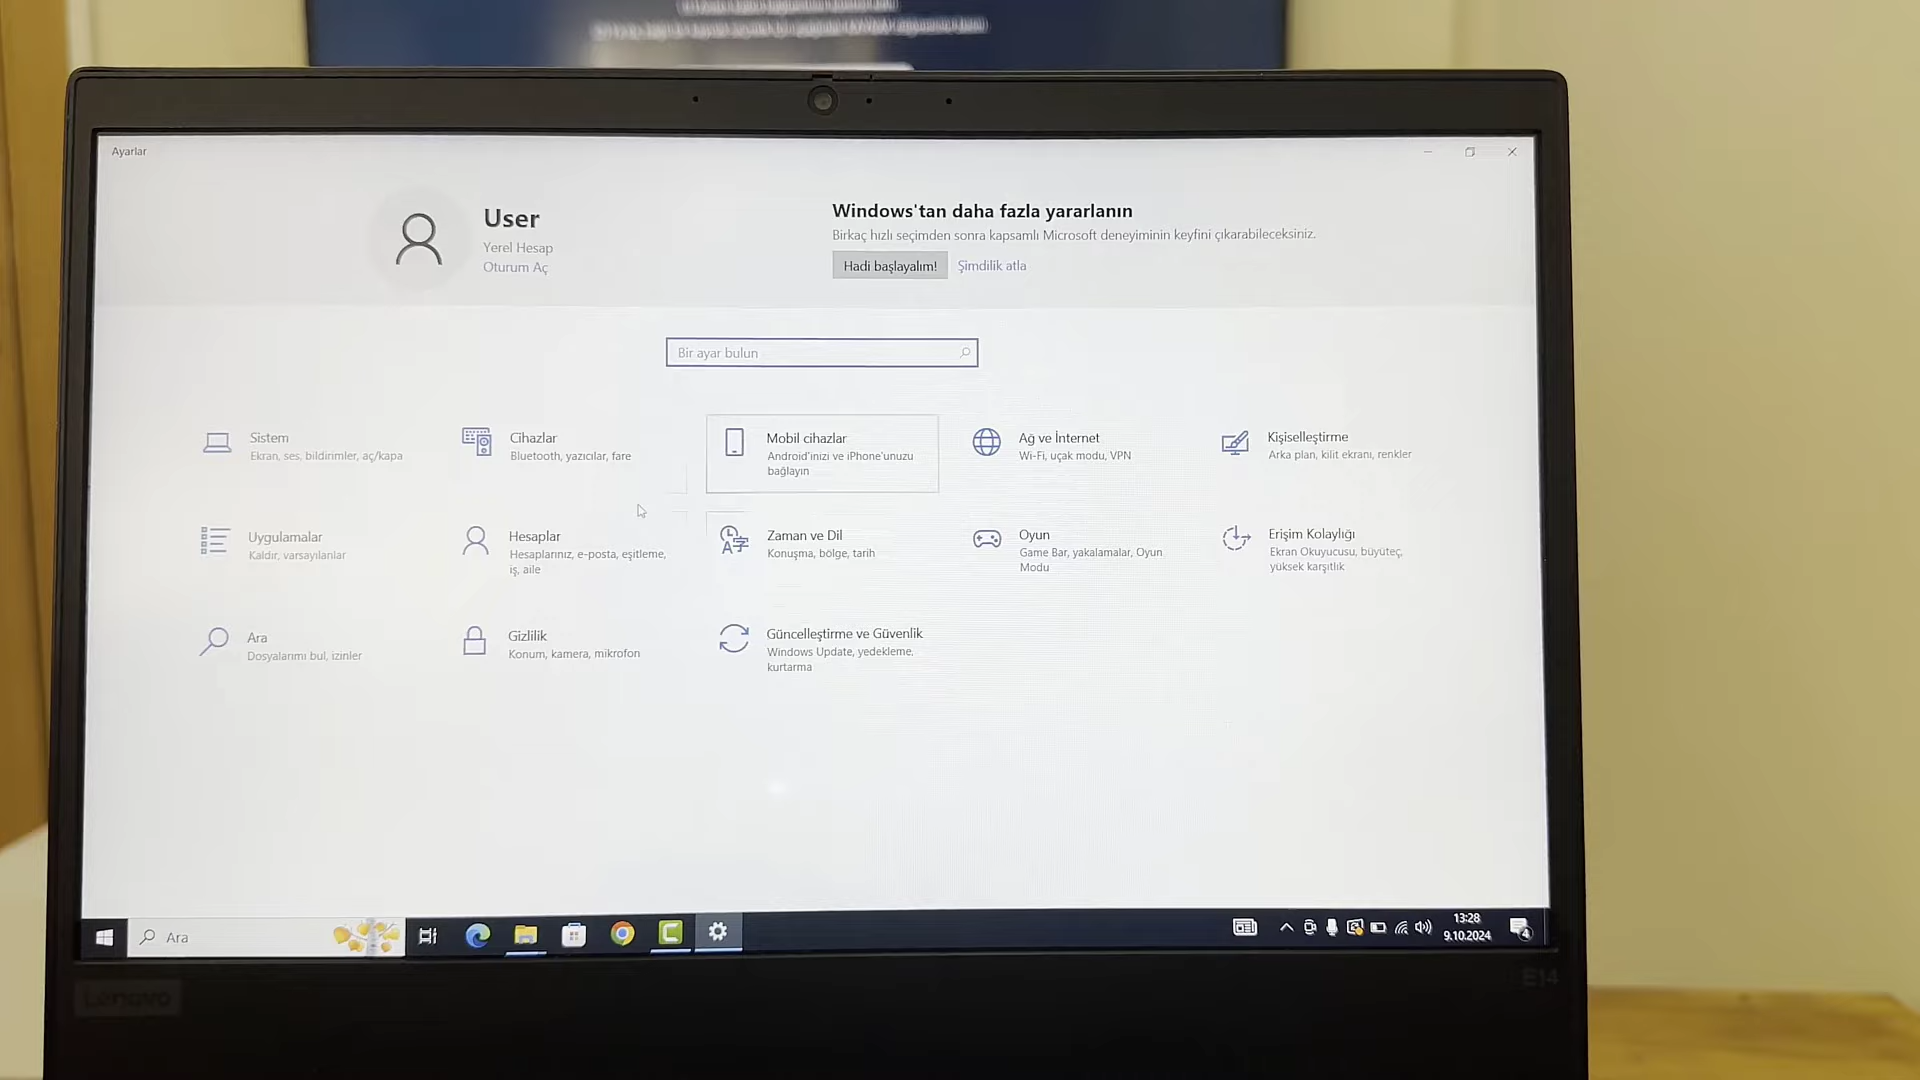 Ayarlar
User
Yerel Hesap
Oturum Aç
Windows'tan daha fazla yararlanın
Birkaç hızlı seçimden sonra kapsamlı Microsoft deneyiminin keyfini çıkarabileceksiniz.
Hadi başlayalım! Şimdilik atla
Bir ayar bulun
Sistem
Ekran, ses, bildirimler, aç/kapa
Cihazlar
Bluetooth, yazıcılar, fare
Mobil cihazlar
Android'inizi ve iPhone'unuzu
bağlayın
Ağ ve İnternet
Wi-Fi, uçak modu, VPN
Kişiselleştirme
Arka plan, kilit ekranı, renkler
Uygulamalar
Kaldır, varsayılanlar
Hesaplar
Hesaplarınız, e-posta, eşitleme,
iş, aile
Zaman ve Dil
Konuşma, bölge, tarih
Oyun
Game Bar, yakalamalar, Oyun
Modu
Erişim Kolaylığı
Ekran Okuyucusu, büyüteç,
yüksek karşıtlık
Ara
Dosyalarımı bul, izinler
Gizlilik
Konum, kamera, mikrofon
Güncelleştirme ve Güvenlik
Windows Update, yedekleme,
kurtarma
Ara
13:28
9.10.2024
4
Lenovo
E14